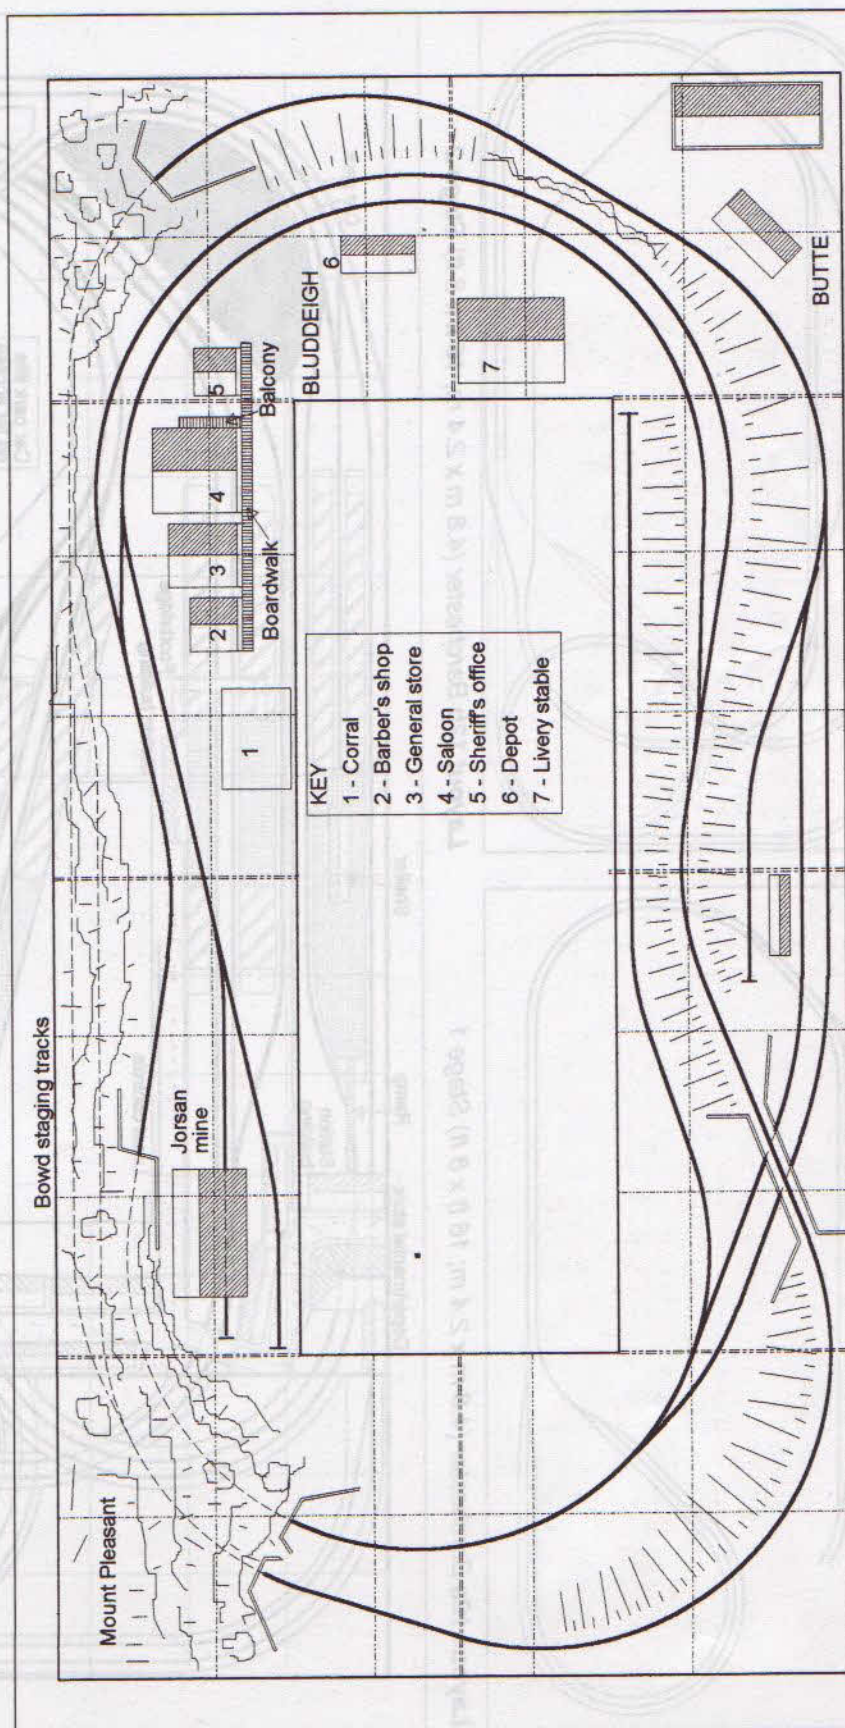 Bowd staging tracks
Mount Pleasant
Jorsan
mine
1
2
3
4
5
Boardwalk
Balcony
BLUDDEIGH
6
7
KEY
1 - Corral
2 - Barber's shop
3 - General store
4 - Saloon
5 - Sheriff's office
6 - Depot
7 - Livery stable
BUTTE